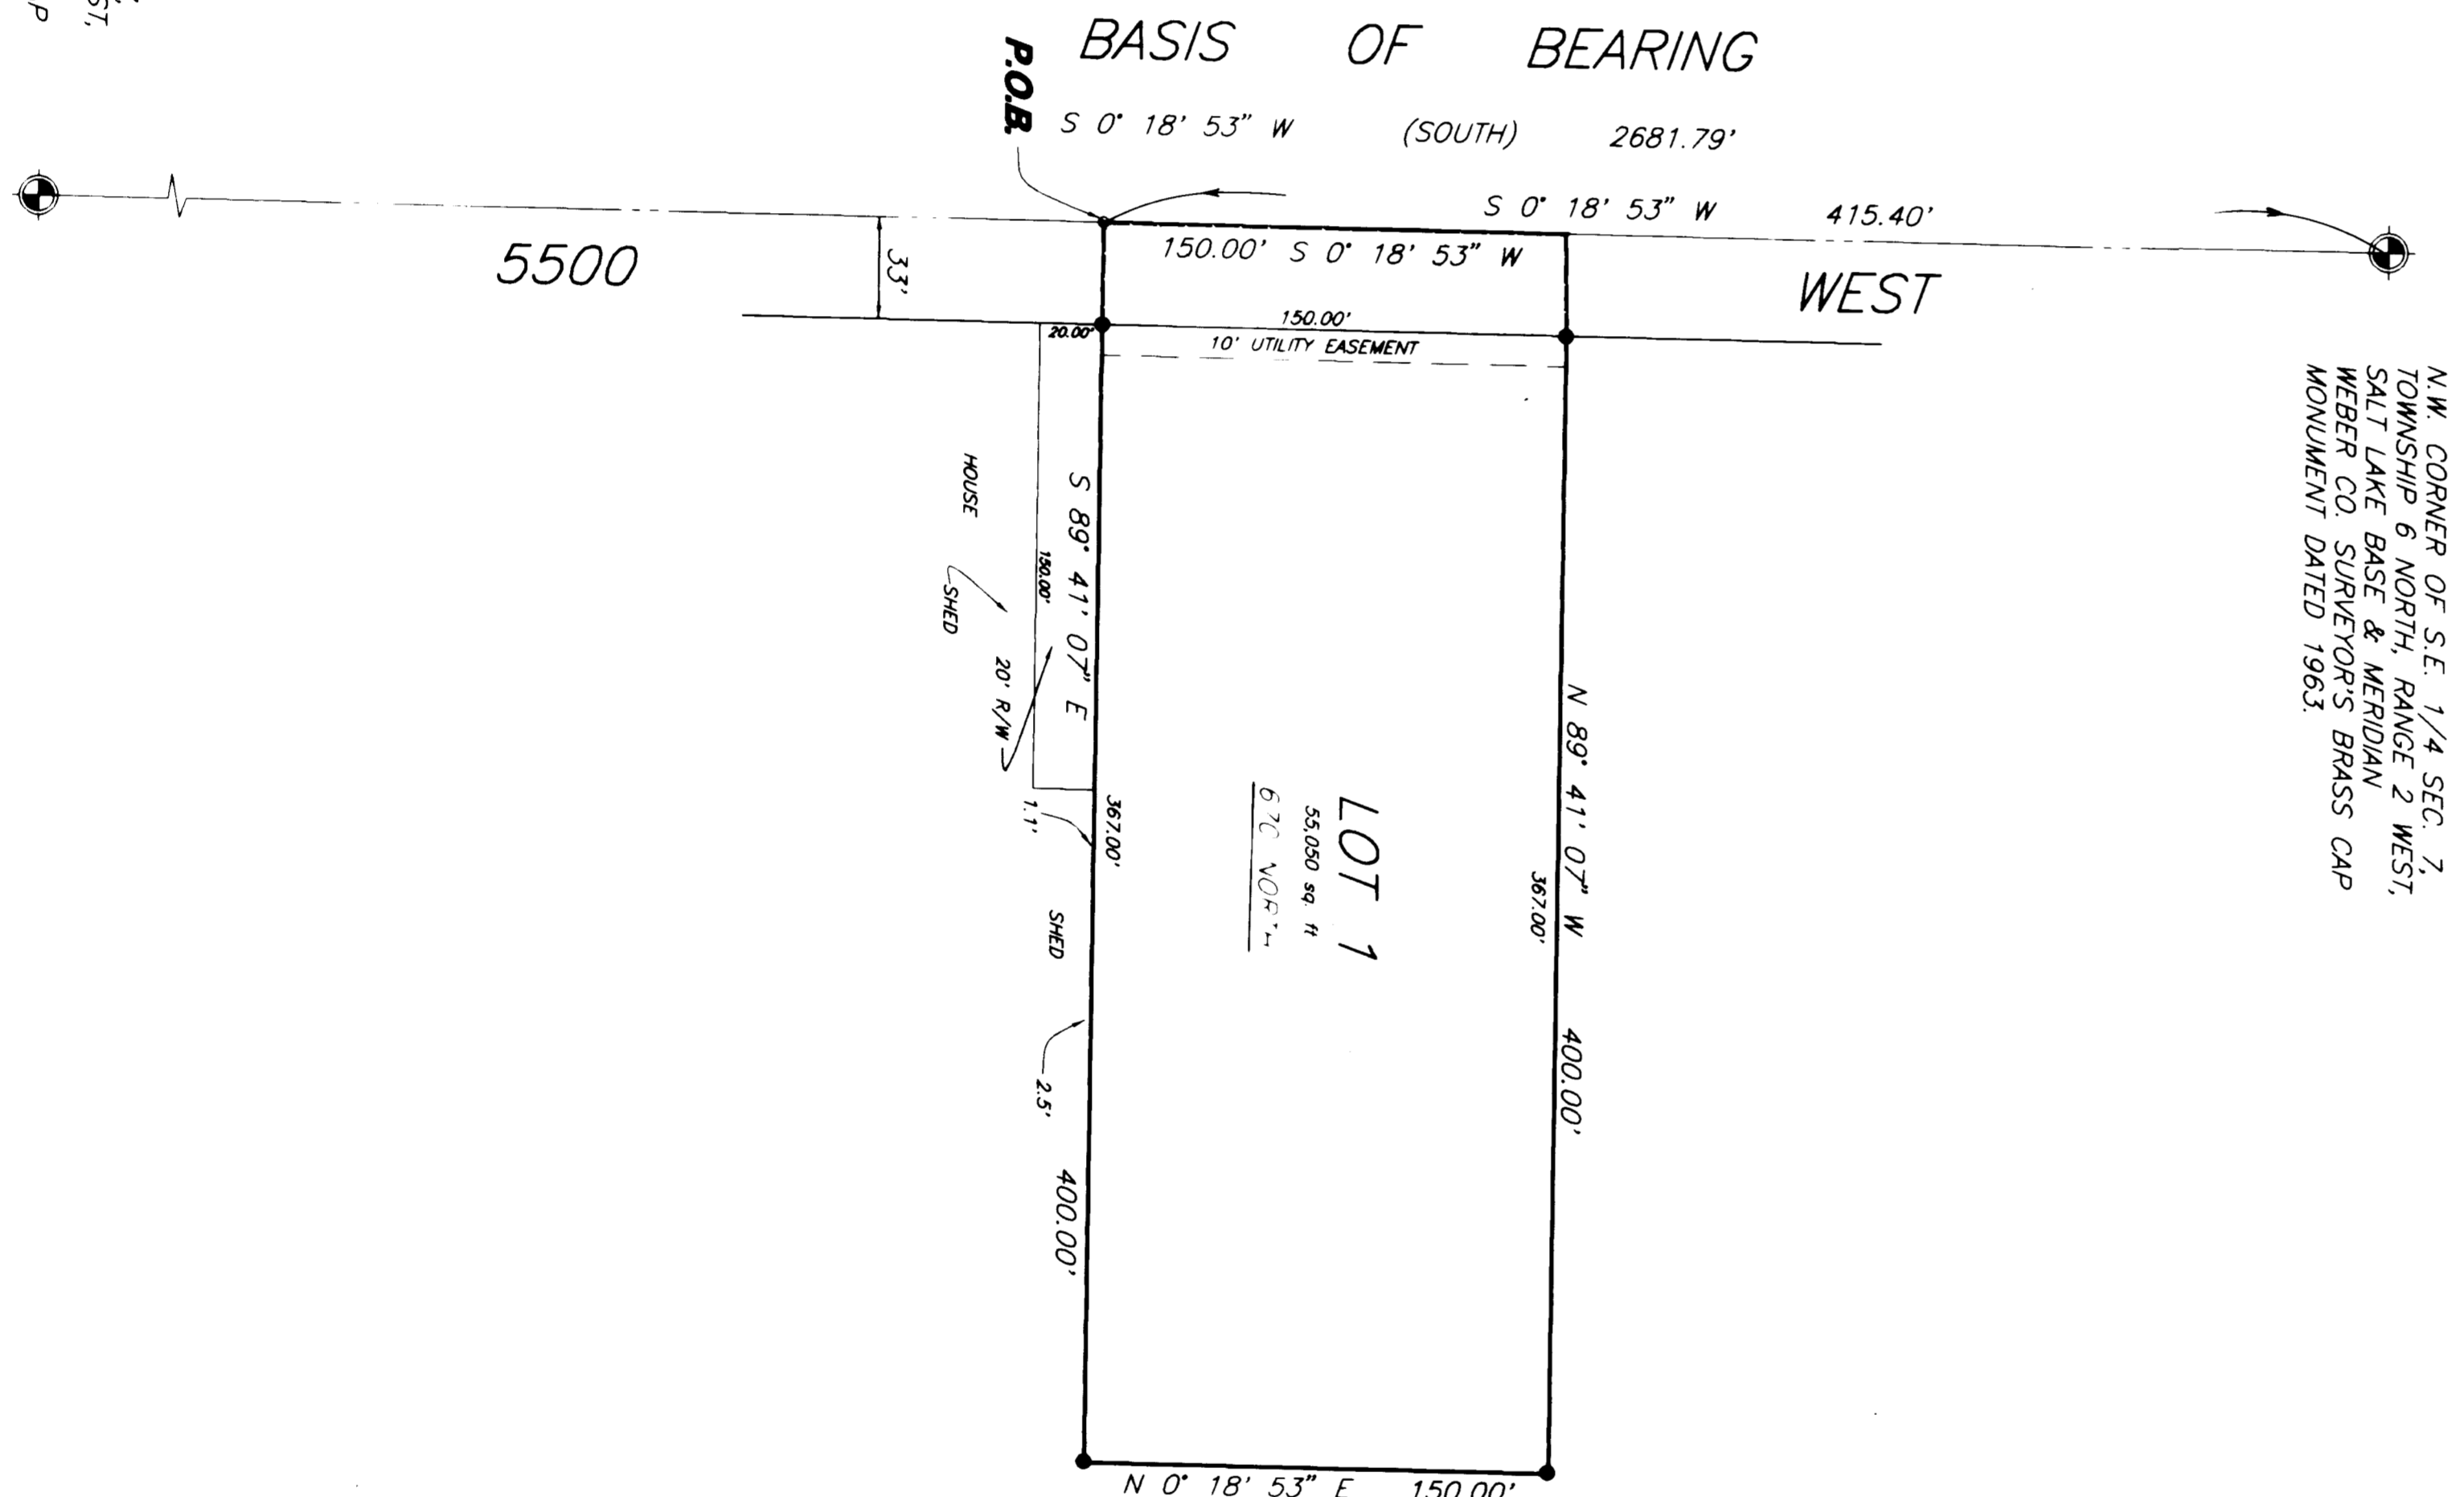 BASIS OF BEARING
P.O.B.
S 0° 18' 53" W (SOUTH) 2681.79'
S 0° 18' 53" W 415.40'
150.00' S 0° 18' 53" W
5500 WEST
33'
150.00'
20.00'
10' UTILITY EASEMENT
N.W. CORNER OF S.E. 1/4 SEC. 7,
TOWNSHIP 6 NORTH, RANGE 2 WEST,
SALT LAKE BASE & MERIDIAN
WEBER CO. SURVEYOR'S BRASS CAP
MONUMENT DATED 1963.
N 89° 41' 07" W 400.00'
367.00'
LOT 1
55,050 sq. ft
NORTH
367.00'
S 89° 41' 07" E 400.00'
150.00'
HOUSE
SHED
20' R/W
1.1'
SHED
2.5'
N 0° 18' 53" E 150.00'